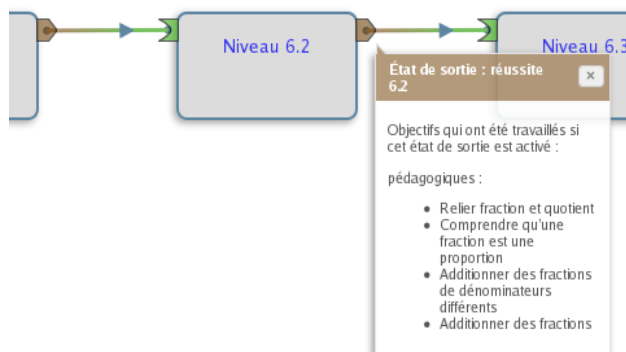 Niveau 6.2
Niveau 6.3
État de sortie : réussite
6.2
×
Objectifs qui ont été travaillés si
cet état de sortie est activé :
pédagogiques :
• Relier fraction et quotient
• Comprendre qu'une
fraction est une
proportion
• Additionner des fractions
de dénominateurs
différents
• Additionner des fractions